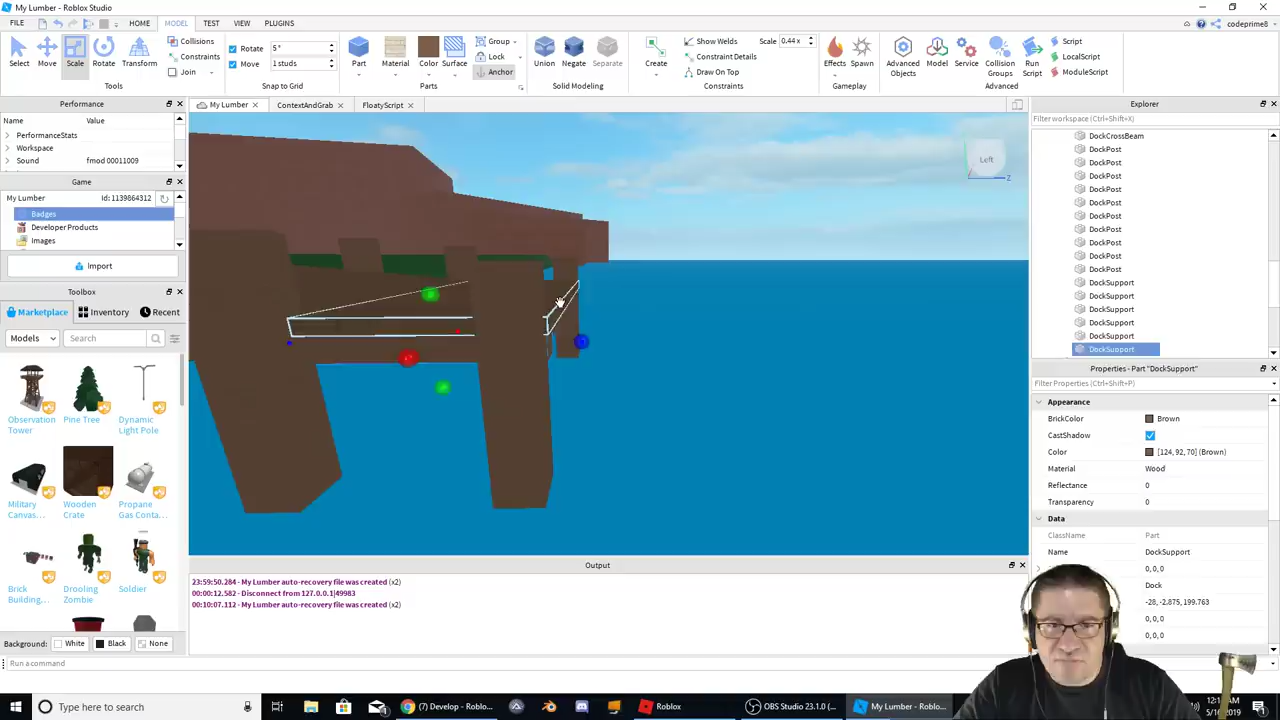 My Lumber - Roblox Studio
FILE HOME MODEL TEST VIEW PLUGINS codeprime8
Select Move Scale Rotate Transform
Collisions
Constraints
Join
Tools
Rotate 5°
Move 1 studs
Snap to Grid
Part Material Color Surface
Group
Lock
Anchor
Parts
Union Negate Separate
Solid Modeling
Create
Show Welds Scale 0.44 x
Constraint Details
Draw On Top
Constraints
Effects Spawn
Gameplay
Advanced Objects Model Service Collision Groups Run Script
Script
LocalScript
ModuleScript
Advanced
Performance
Name Value
PerformanceStats
Workspace
Sound fmod 00011009
Game
My Lumber Id: 1139864312
Badges
Developer Products
Images
Import
Toolbox
Marketplace Inventory Recent
Models Search
Observation Tower
Pine Tree
Dynamic Light Pole
Military Canvas...
Wooden Crate
Propane Gas Conta...
Brick Building,...
Drooling Zombie
Soldier
Background: White Black None
Run a command
My Lumber ContextAndGrab FloatyScript
Left
Z
Output
23:59:50.284 - My Lumber auto-recovery file was created (x2)
00:00:12.582 - Disconnect from 127.0.0.1|49983
00:10:07.112 - My Lumber auto-recovery file was created (x2)
Explorer
Filter workspace (Ctrl+Shift+X)
DockCrossBeam
DockPost
DockPost
DockPost
DockPost
DockPost
DockPost
DockPost
DockPost
DockPost
DockPost
DockSupport
DockSupport
DockSupport
DockSupport
DockSupport
DockSupport
Properties - Part "DockSupport"
Filter Properties (Ctrl+Shift+P)
Appearance
BrickColor Brown
CastShadow
Color [124, 92, 70] (Brown)
Material Wood
Reflectance 0
Transparency 0
Data
ClassName Part
Name DockSupport
0, 0, 0
Dock
-28, -2.875, 199.763
0, 0, 0
0, 0, 0
Type here to search
(7) Develop - Roblo...
Roblox
OBS Studio 23.1.0 (...
My Lumber - Roblox...